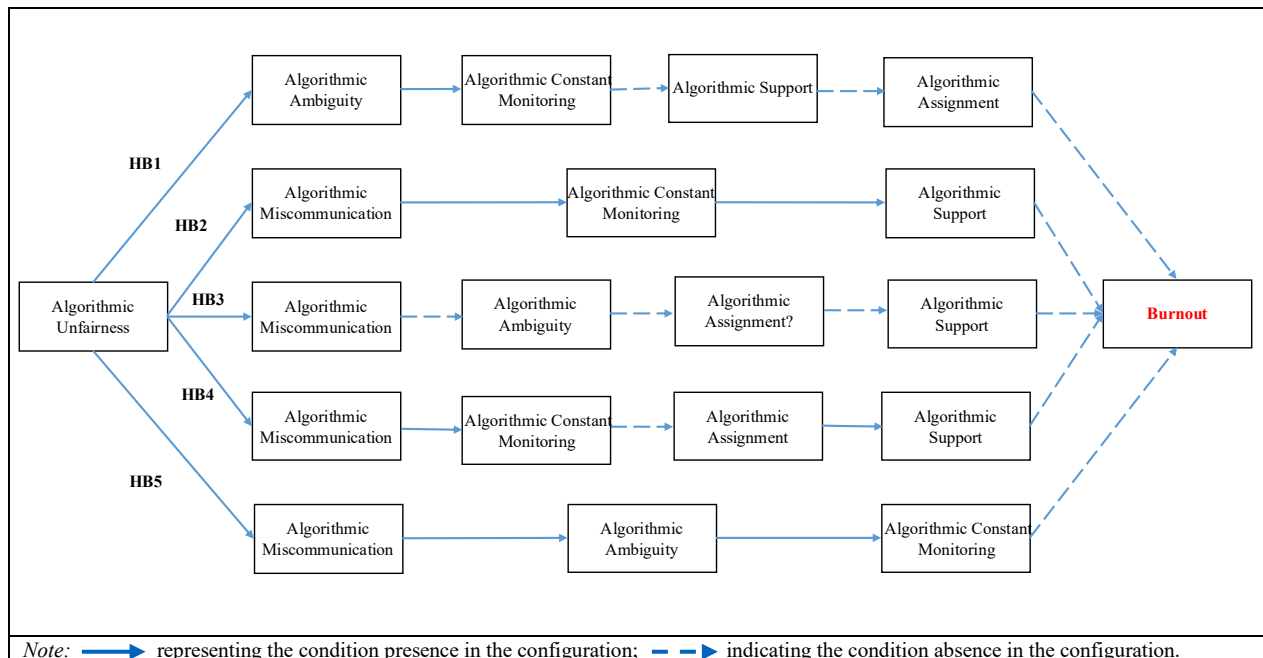 Algorithmic
Ambiguity
Algorithmic Constant
Monitoring
Algorithmic Support
Algorithmic
Assignment
HB1
Algorithmic
Miscommunication
Algorithmic Constant
Monitoring
Algorithmic
Support
HB2
Algorithmic
Unfairness
HB3
Algorithmic
Miscommunication
Algorithmic
Ambiguity
Algorithmic
Assignment?
Algorithmic
Support
Burnout
HB4
Algorithmic
Miscommunication
Algorithmic Constant
Monitoring
Algorithmic
Assignment
Algorithmic
Support
HB5
Algorithmic
Miscommunication
Algorithmic
Ambiguity
Algorithmic Constant
Monitoring
Note: representing the condition presence in the configuration; indicating the condition absence in the configuration.